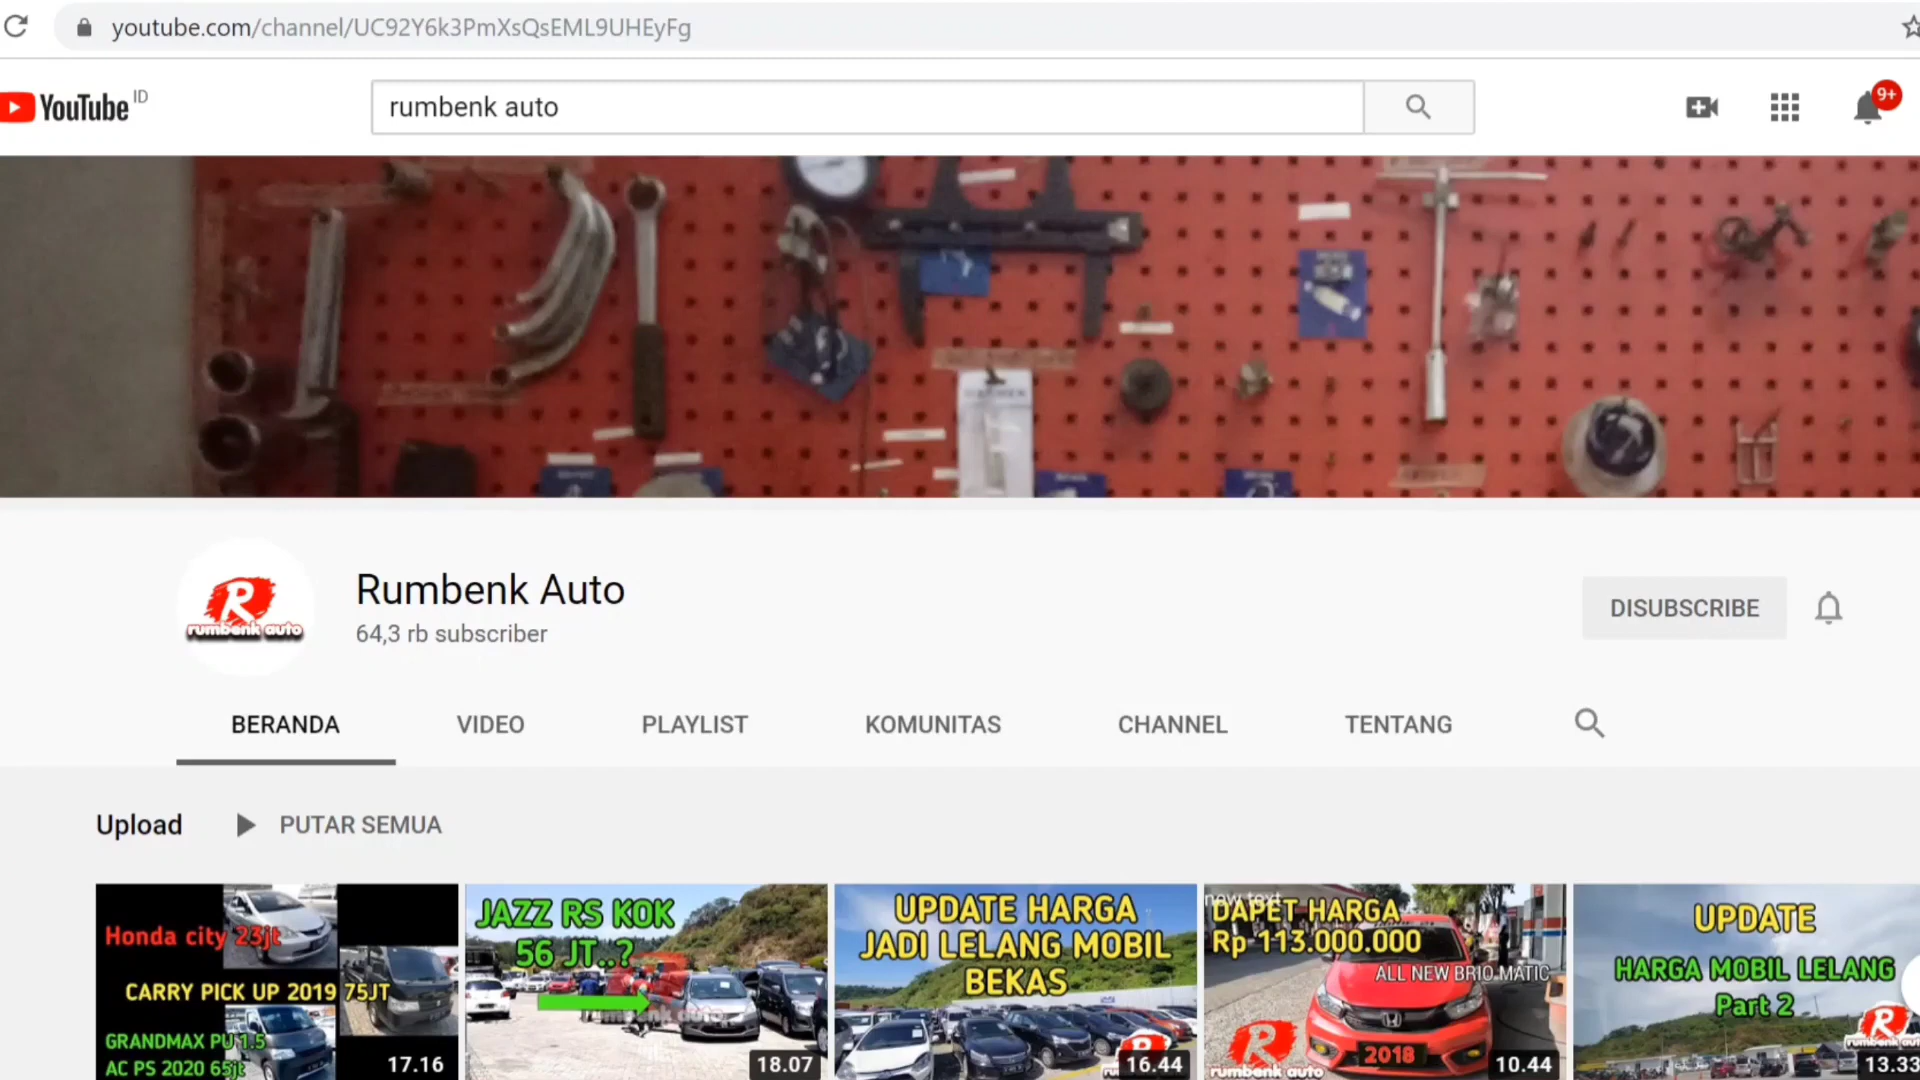 youtube.com/channel/UC92Y6k3PmXsQsEML9UHEyFg
YouTube ID
rumbenk auto
9+
R
rumbenk auto
Rumbenk Auto
64,3 rb subscriber
DISUBSCRIBE
BERANDA
VIDEO
PLAYLIST
KOMUNITAS
CHANNEL
TENTANG
Upload
PUTAR SEMUA
Honda city 23jt
CARRY PICK UP 2019 75JT
GRANDMAX PU 1.5
AC PS 2020 65jt
17.16
JAZZ RS KOK
56 JT..?
18.07
UPDATE HARGA
JADI LELANG MOBIL
BEKAS
16.44
new text
DAPET HARGA
Rp 113.000.000
ALL NEW BRIO MATIC
2018
R
rumbenk auto
10.44
UPDATE
HARGA MOBIL LELANG
Part 2
R
13.33